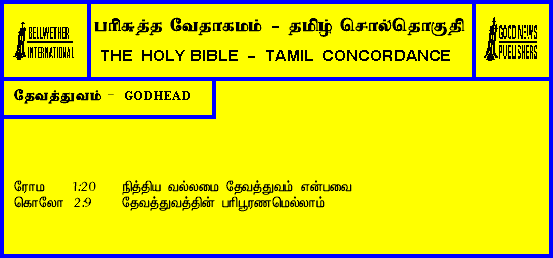 BELLWETHER
INTERNATIONAL
பரிசுத்த வேதாகமம் - தமிழ் சொல்தொகுதி
THE HOLY BIBLE - TAMIL CONCORDANCE
GOOD NEWS
PUBLISHERS
தேவத்துவம் - GODHEAD
ரோம 1:20 நித்திய வல்லமை தேவத்துவம் என்பவை
கொலோ 2:9 தேவத்துவத்தின் பரிபூரணமெல்லாம்